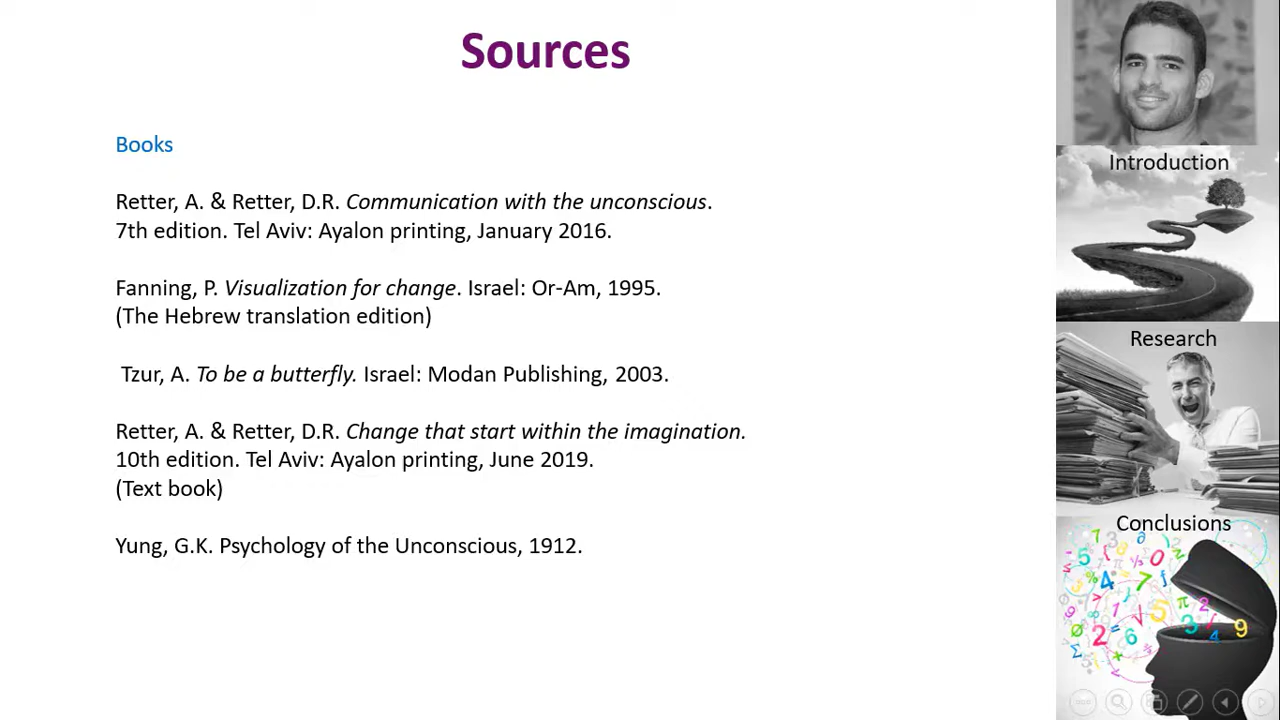 Sources
Books
Retter, A. & Retter, D.R. Communication with the unconscious.
7th edition. Tel Aviv: Ayalon printing, January 2016.
Fanning, P. Visualization for change. Israel: Or-Am, 1995.
(The Hebrew translation edition)
Tzur, A. To be a butterfly. Israel: Modan Publishing, 2003.
Retter, A. & Retter, D.R. Change that start within the imagination.
10th edition. Tel Aviv: Ayalon printing, June 2019.
(Text book)
Yung, G.K. Psychology of the Unconscious, 1912.
Introduction
Research
Conclusions